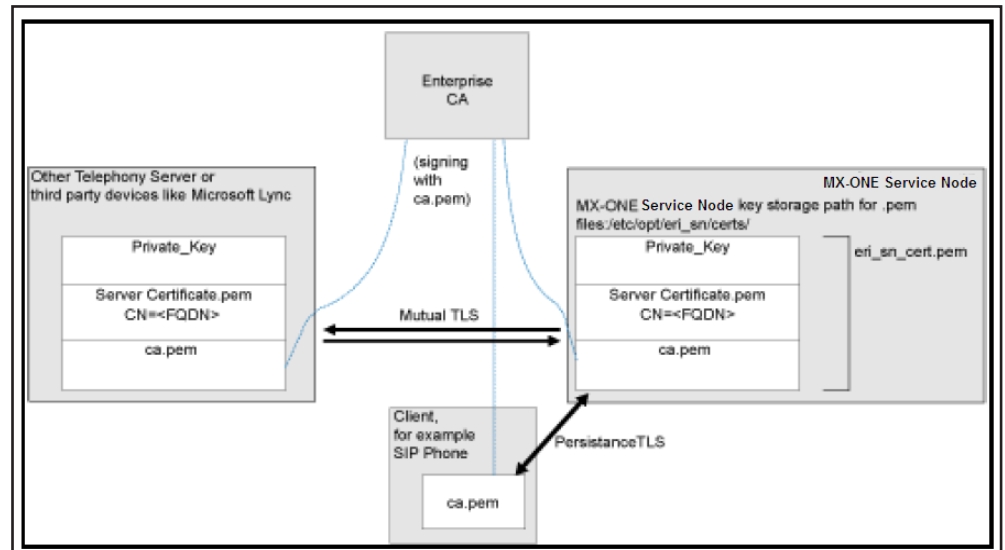 Enterprise
CA
(signing
with
ca.pem)
Other Telephony Server or
third party devices like Microsoft Lync
Private_Key
Server Certificate.pem
CN=<FQDN>
ca.pem
Mutual TLS
MX-ONE Service Node
MX-ONE Service Node key storage path for .pem
files:/etc/opt/eri_sn/certs/
Private_Key
Server Certificate.pem
CN=<FQDN>
ca.pem
eri_sn_cert.pem
Client,
for example
SIP Phone
ca.pem
PersistanceTLS